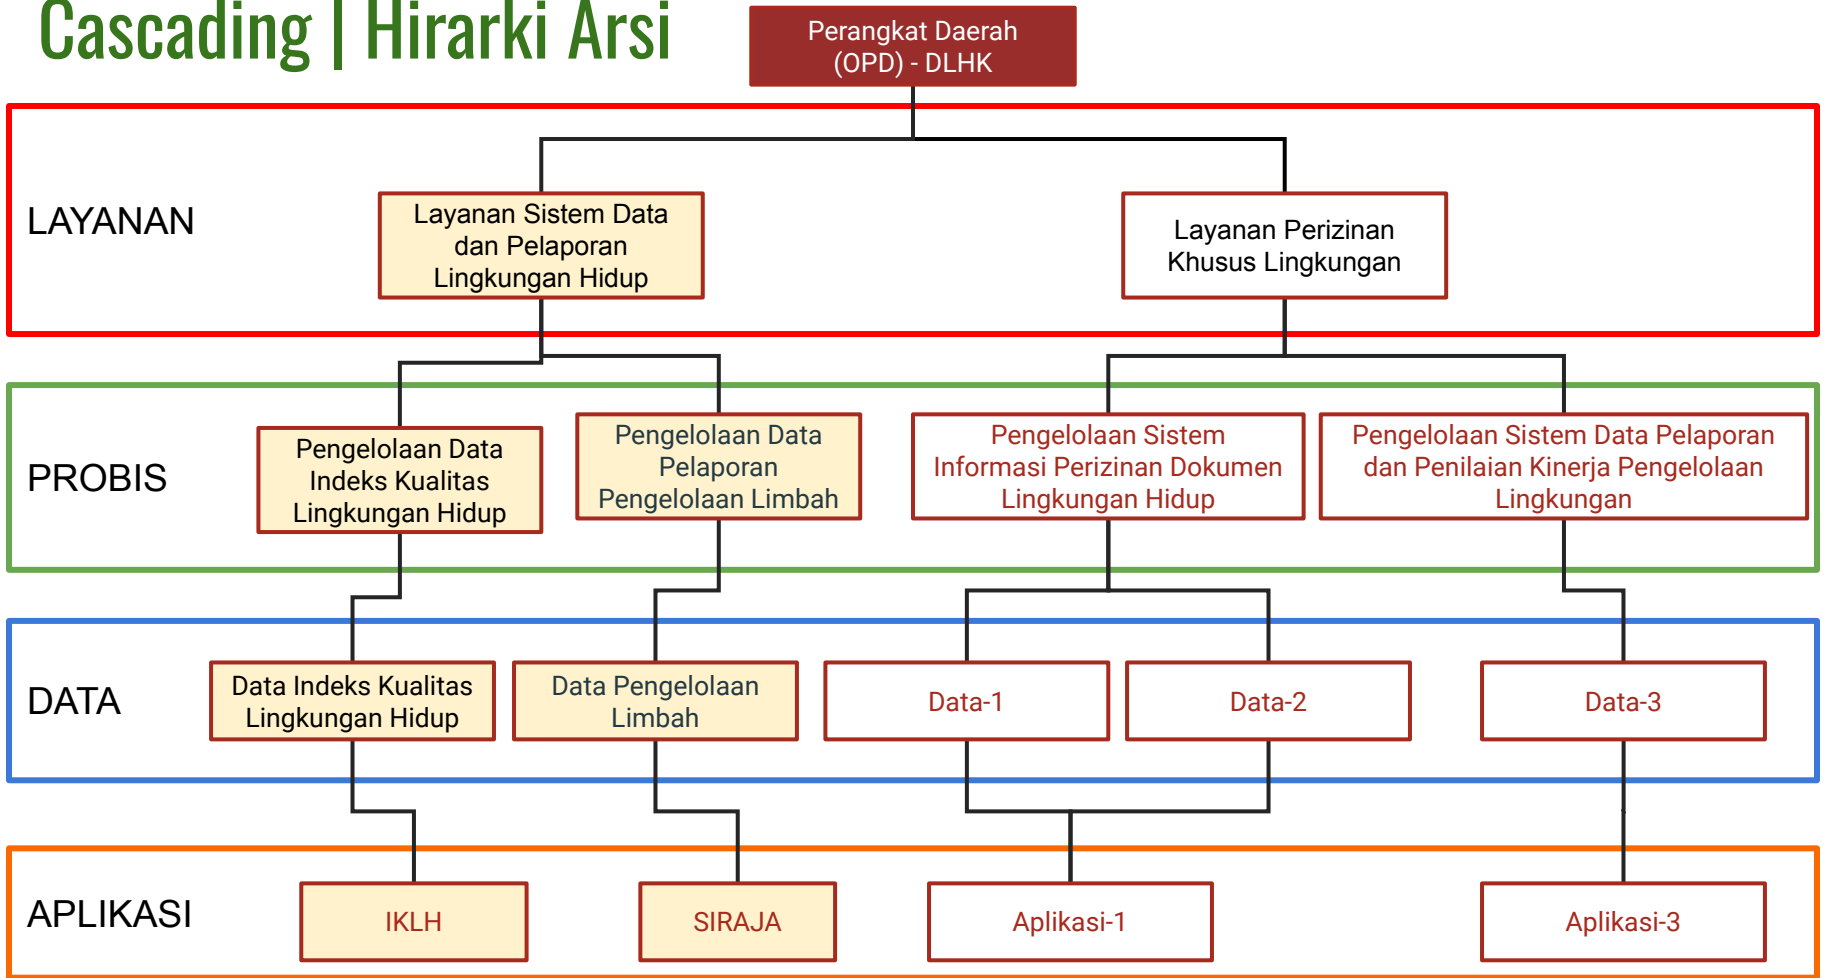 Cascading | Hirarki Arsi
Perangkat Daerah
(OPD) - DLHK
LAYANAN
Layanan Sistem Data
dan Pelaporan
Lingkungan Hidup
Layanan Perizinan
Khusus Lingkungan
PROBIS
Pengelolaan Data
Indeks Kualitas
Lingkungan Hidup
Pengelolaan Data
Pelaporan
Pengelolaan Limbah
Pengelolaan Sistem
Informasi Perizinan Dokumen
Lingkungan Hidup
Pengelolaan Sistem Data Pelaporan
dan Penilaian Kinerja Pengelolaan
Lingkungan
DATA
Data Indeks Kualitas
Lingkungan Hidup
Data Pengelolaan
Limbah
Data-1
Data-2
Data-3
APLIKASI
IKLH
SIRAJA
Aplikasi-1
Aplikasi-3